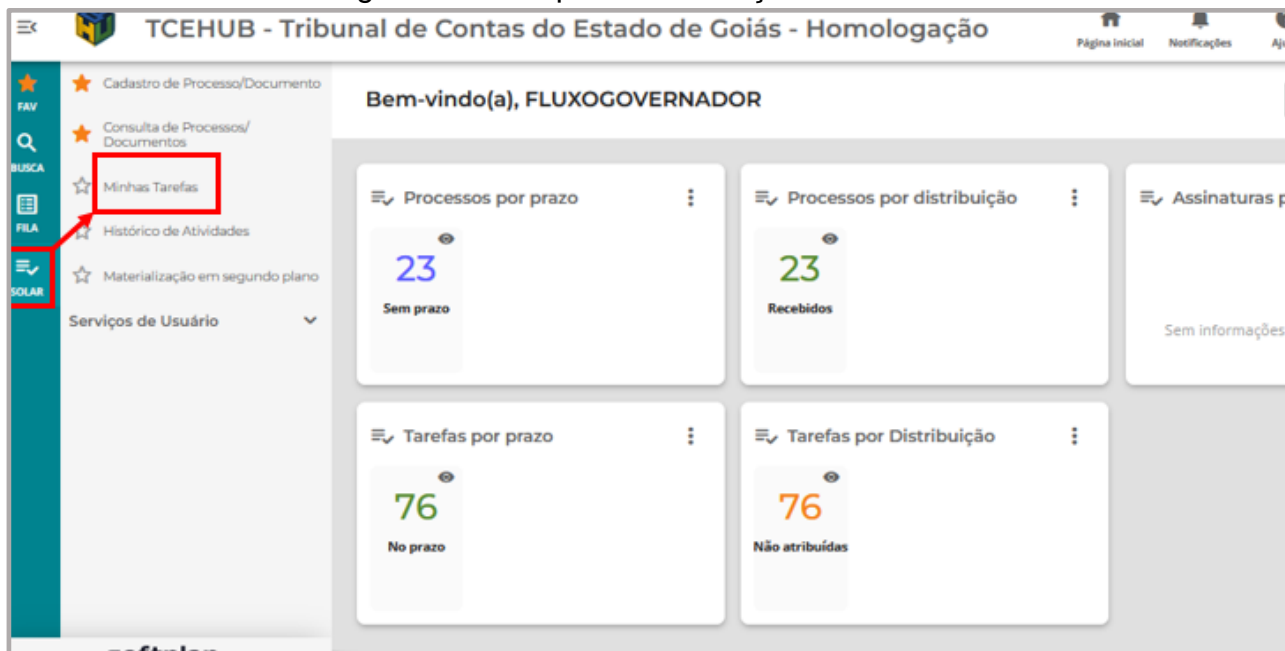 TCEHUB - Tribunal de Contas do Estado de Goiás - Homologação
Página inicial
Notificações
FAV
BUSCA
FILA
SOLAR
Cadastro de Processo/Documento
Consulta de Processos/
Documentos
Minhas Tarefas
Histórico de Atividades
Materialização em segundo plano
Serviços de Usuário
Bem-vindo(a), FLUXOGOVERNADOR
Processos por prazo
23
Sem prazo
Processos por distribuição
23
Recebidos
Assinaturas p
Sem informações
Tarefas por prazo
76
No prazo
Tarefas por Distribuição
76
Não atribuídas